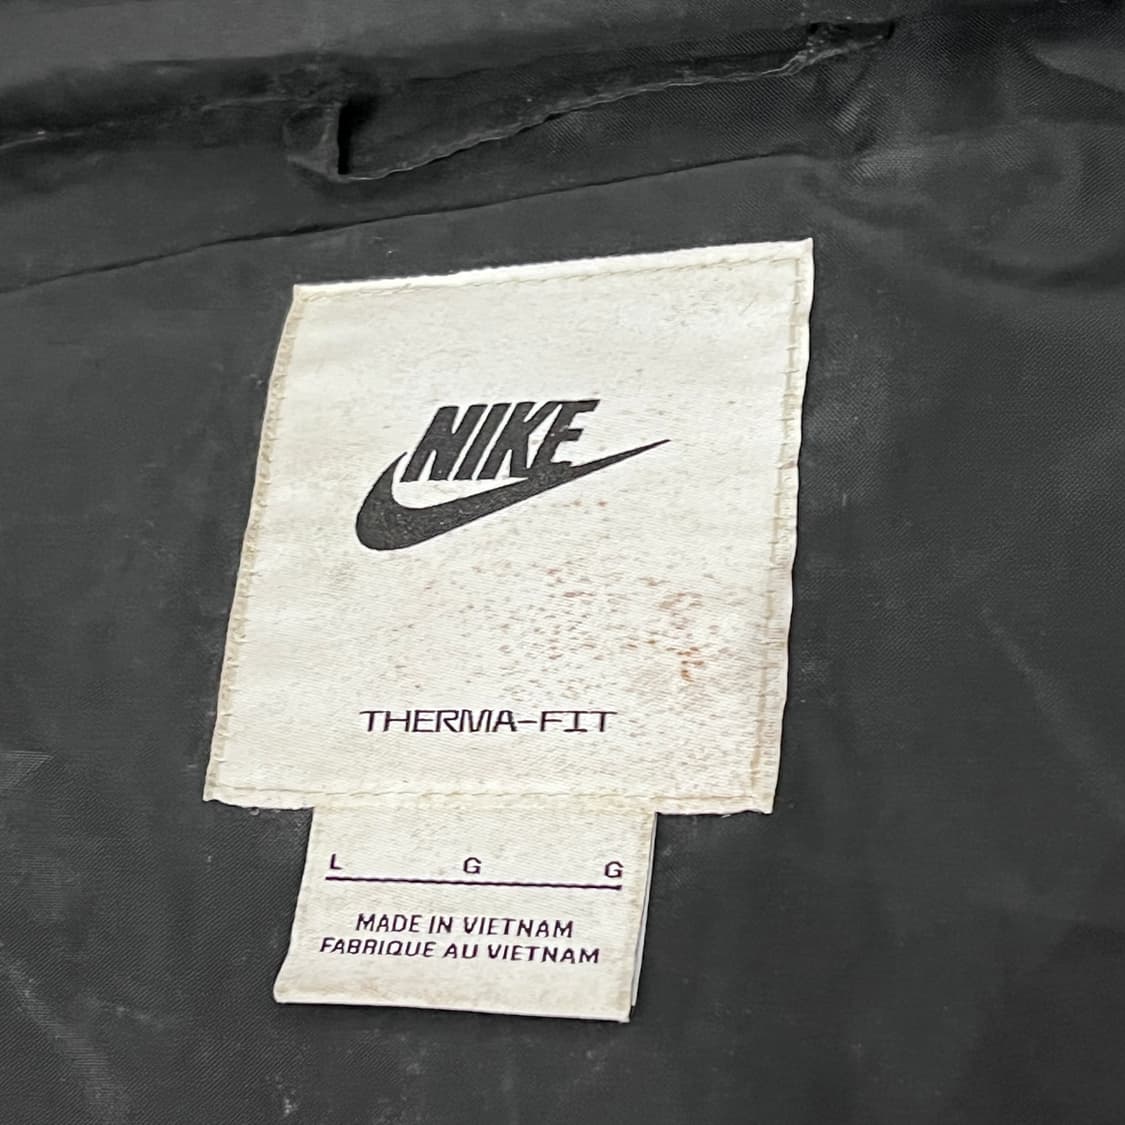 NIKE
THERMA-FIT
L G G
MADE IN VIETNAM
FABRIQUE AU VIETNAM